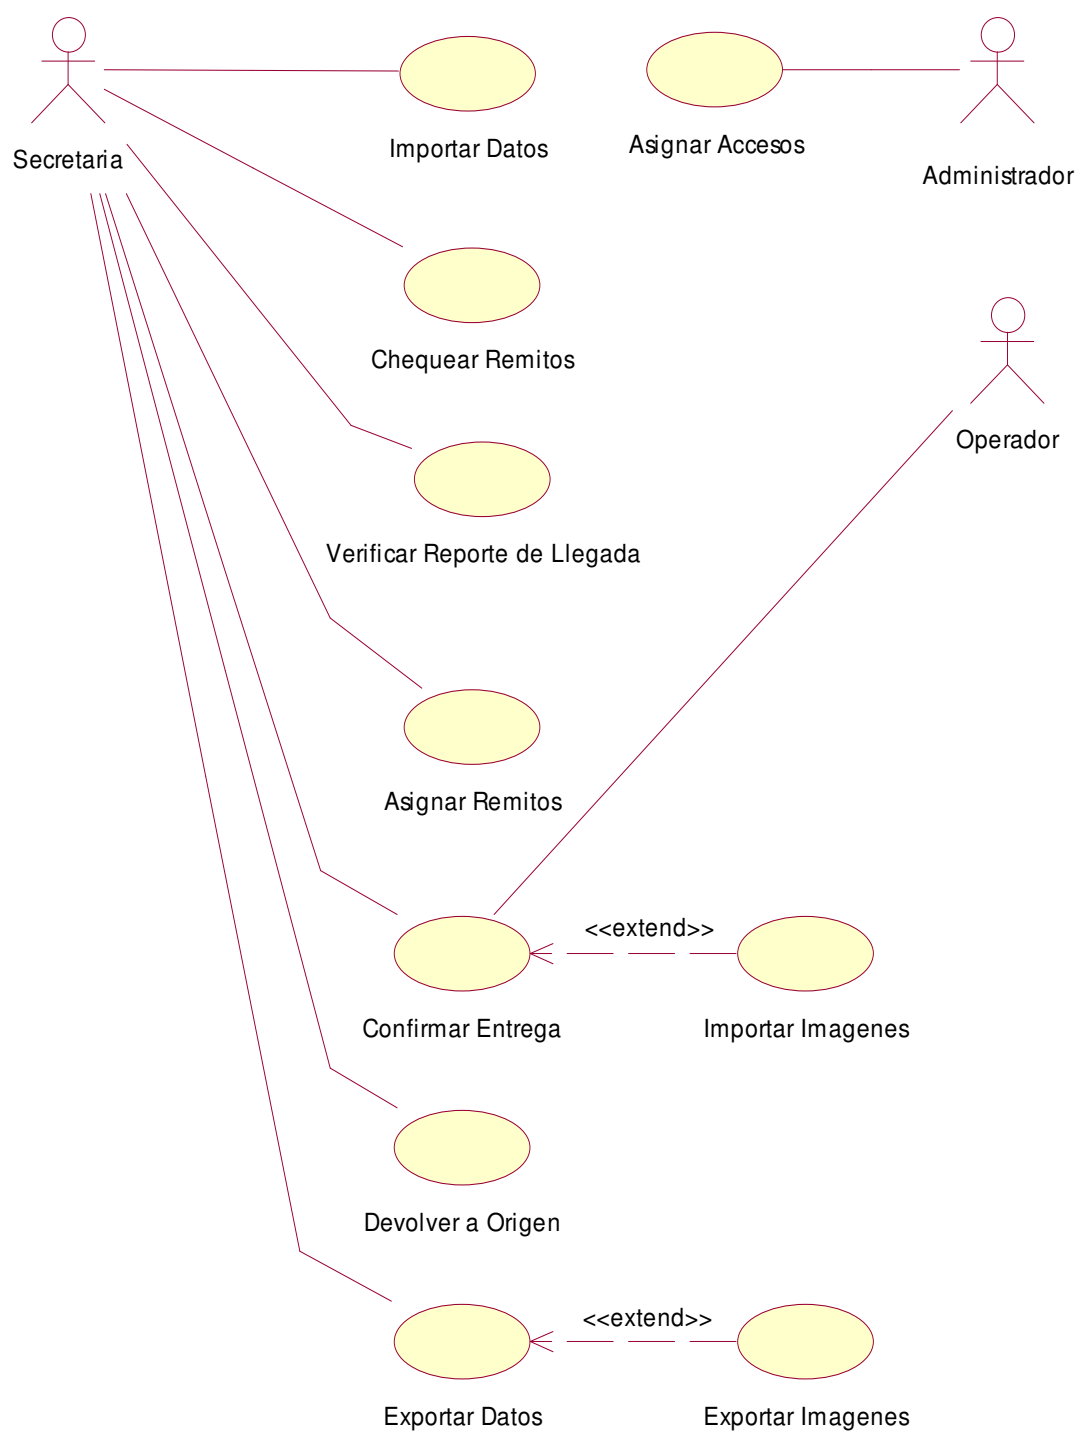 Importar Datos
Asignar Accesos
Secretaria
Administrador
Chequear Remitos
Operador
Verificar Reporte de Llegada
Asignar Remitos
<<extend>>
Confirmar Entrega
Importar Imagenes
Devolver a Origen
<<extend>>
Exportar Datos
Exportar Imagenes